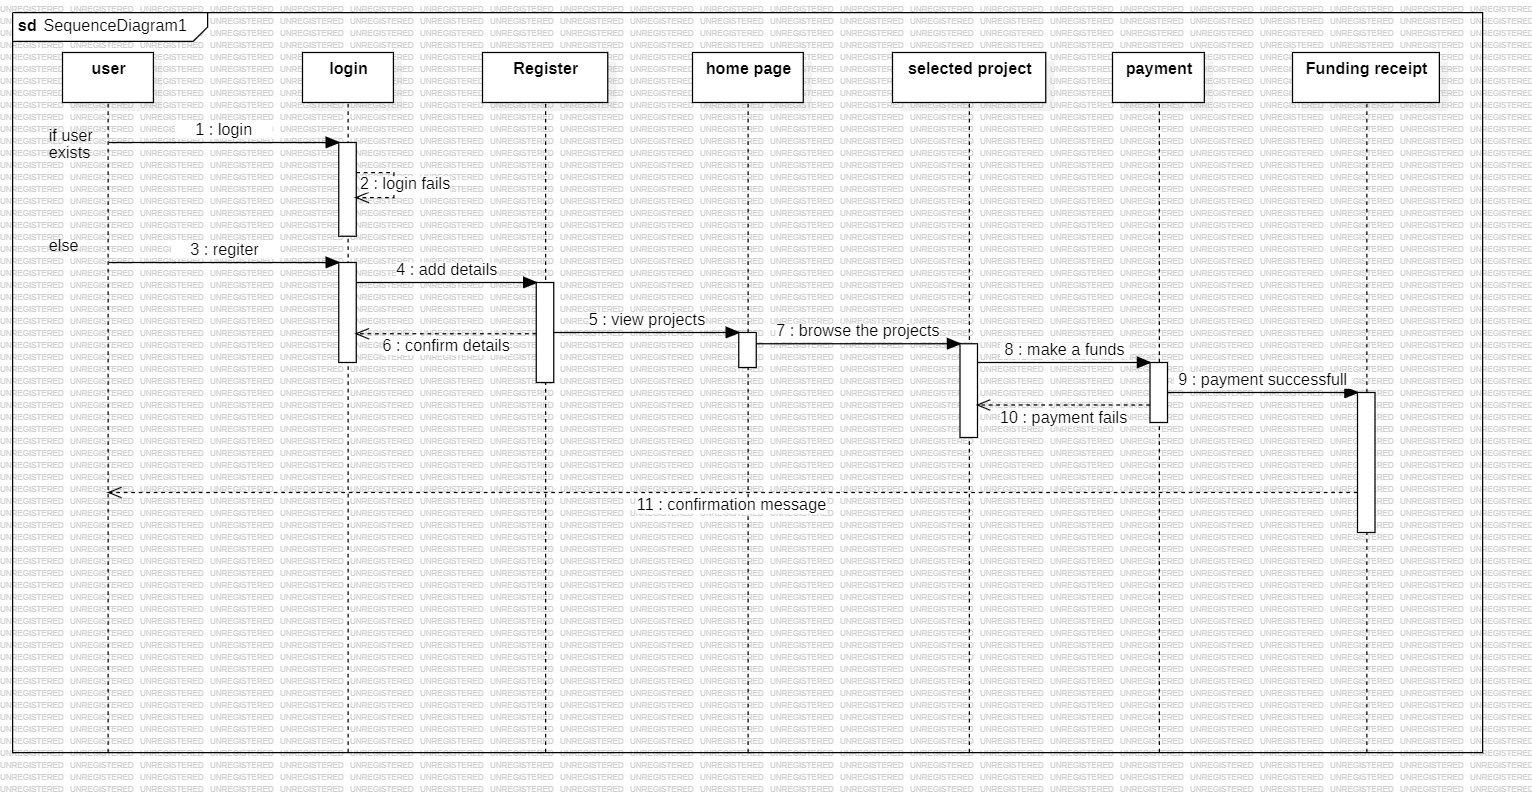 sd SequenceDiagram1
user
login
Register
home page
selected project
payment
Funding receipt
if user
exists
1 : login
2 : login fails
else
3 : regiter
4 : add details
5 : view projects
6 : confirm details
7 : browse the projects
8 : make a funds
9 : payment successfull
10 : payment fails
11 : confirmation message
UNREGISTERED